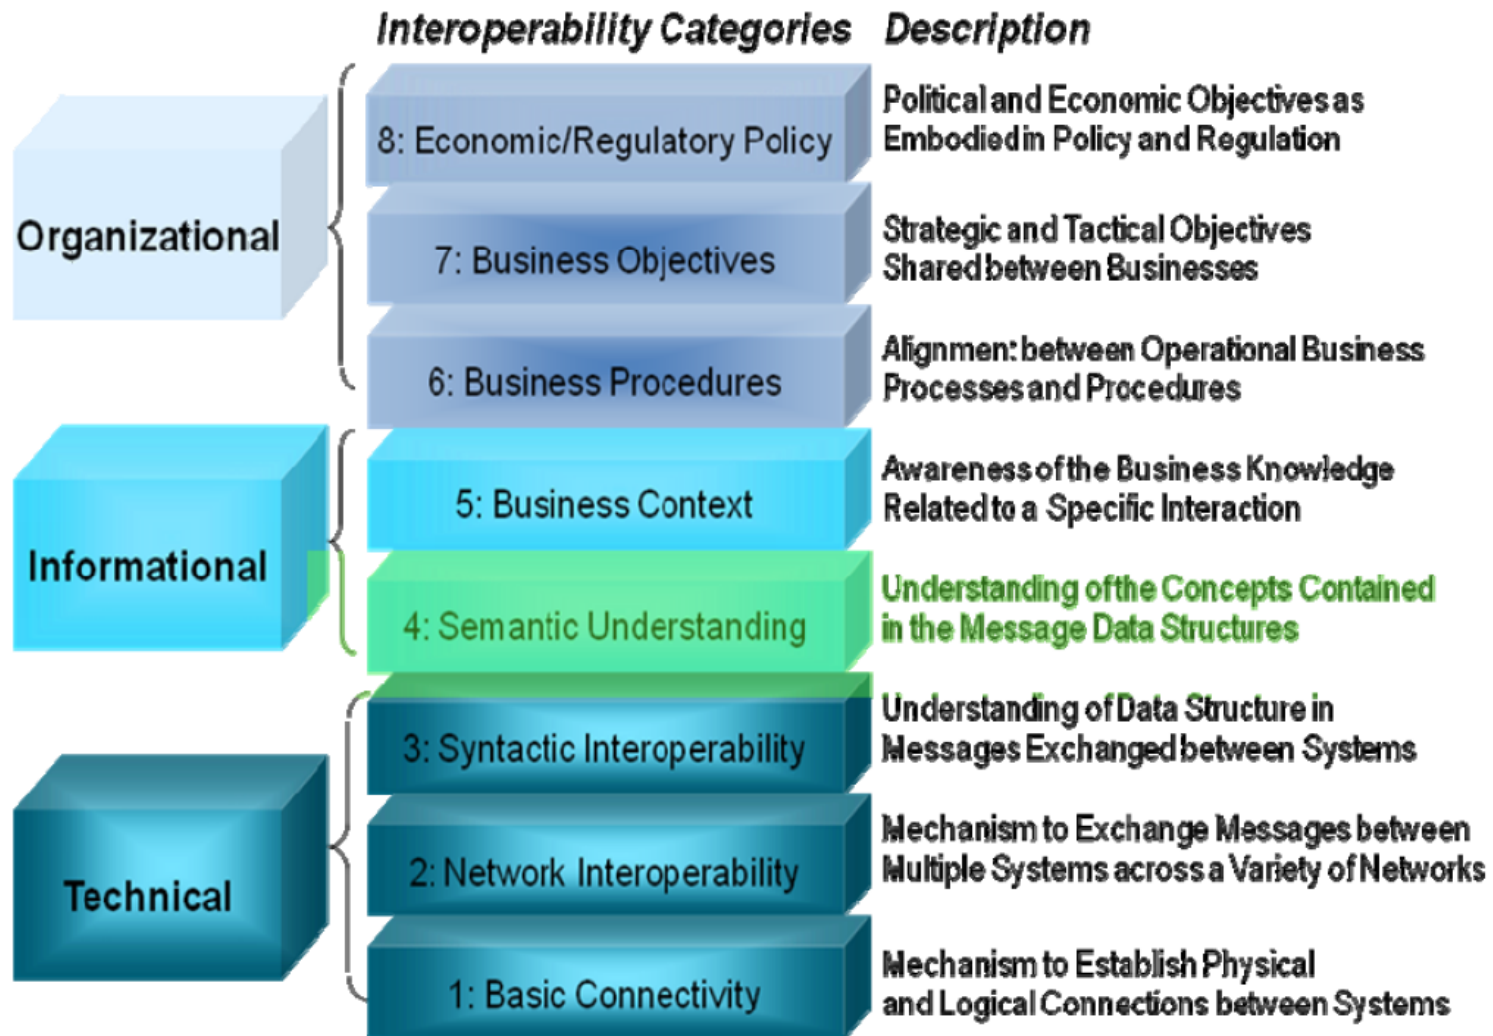 Interoperability Categories Description
Organizational
8: Economic/Regulatory Policy
Political and Economic Objectives as
Embodied in Policy and Regulation
7: Business Objectives
Strategic and Tactical Objectives
Shared between Businesses
6: Business Procedures
Alignment between Operational Business
Processes and Procedures
Informational
5: Business Context
Awareness of the Business Knowledge
Related to a Specific Interaction
4: Semantic Understanding
Understanding of the Concepts Contained
in the Message Data Structures
Technical
3: Syntactic Interoperability
Understanding of Data Structure in
Messages Exchanged between Systems
2: Network Interoperability
Mechanism to Exchange Messages between
Multiple Systems across a Variety of Networks
1: Basic Connectivity
Mechanism to Establish Physical
and Logical Connections between Systems